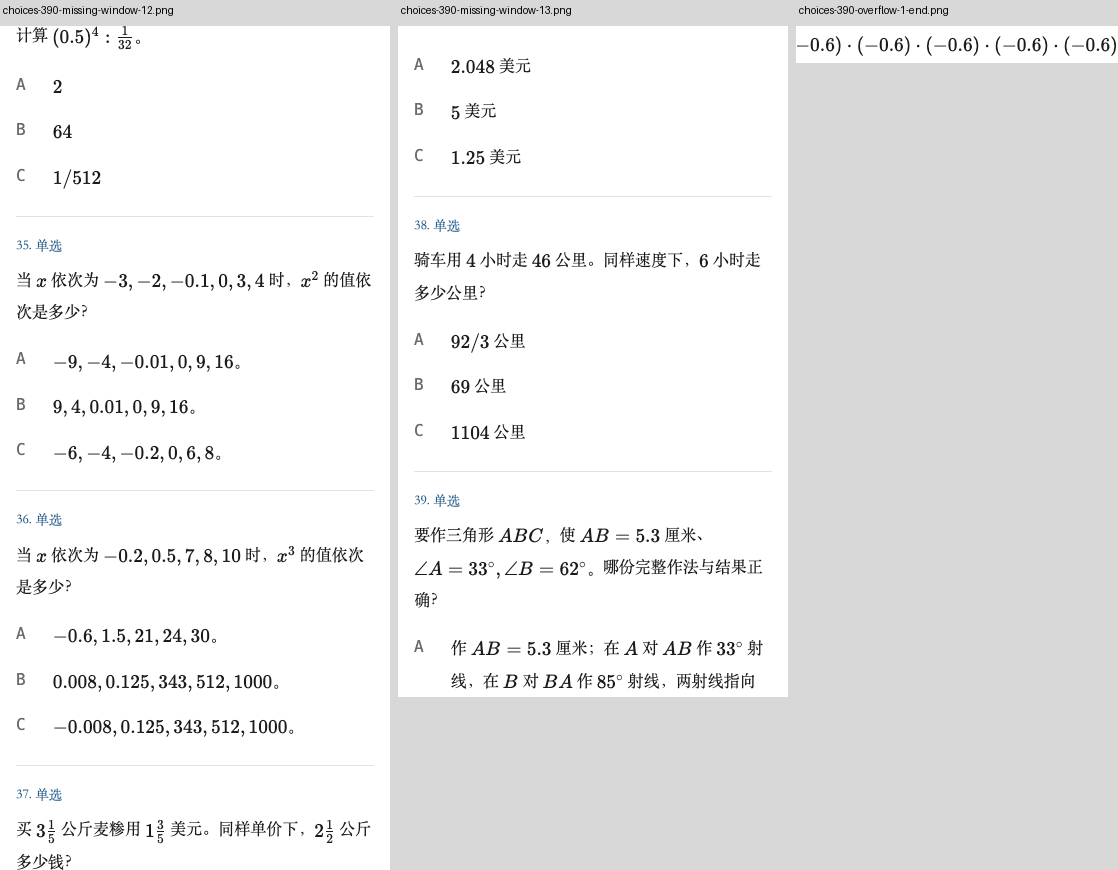 choices-390-missing-window-12.png
计算 (0.5)⁴ : 1/32。
A 2
B 64
C 1/512
35. 单选
当 x 依次为 −3, −2, −0.1, 0, 3, 4 时，x² 的值依
次是多少？
A −9, −4, −0.01, 0, 9, 16。
B 9, 4, 0.01, 0, 9, 16。
C −6, −4, −0.2, 0, 6, 8。
36. 单选
当 x 依次为 −0.2, 0.5, 7, 8, 10 时，x³ 的值依次
是多少？
A −0.6, 1.5, 21, 24, 30。
B 0.008, 0.125, 343, 512, 1000。
C −0.008, 0.125, 343, 512, 1000。
37. 单选
买 3 1/5 公斤麦糁用 1 3/5 美元。同样单价下，2 1/2 公斤
多少钱？
choices-390-missing-window-13.png
A 2.048 美元
B 5 美元
C 1.25 美元
38. 单选
骑车用 4 小时走 46 公里。同样速度下，6 小时走
多少公里？
A 92/3 公里
B 69 公里
C 1104 公里
39. 单选
要作三角形 ABC，使 AB = 5.3 厘米、
∠A = 33°, ∠B = 62°。哪份完整作法与结果正
确？
A 作 AB = 5.3 厘米；在 A 对 AB 作 33° 射
线，在 B 对 BA 作 85° 射线，两射线指向
choices-390-overflow-1-end.png
−0.6) · (−0.6) · (−0.6) · (−0.6) · (−0.6)